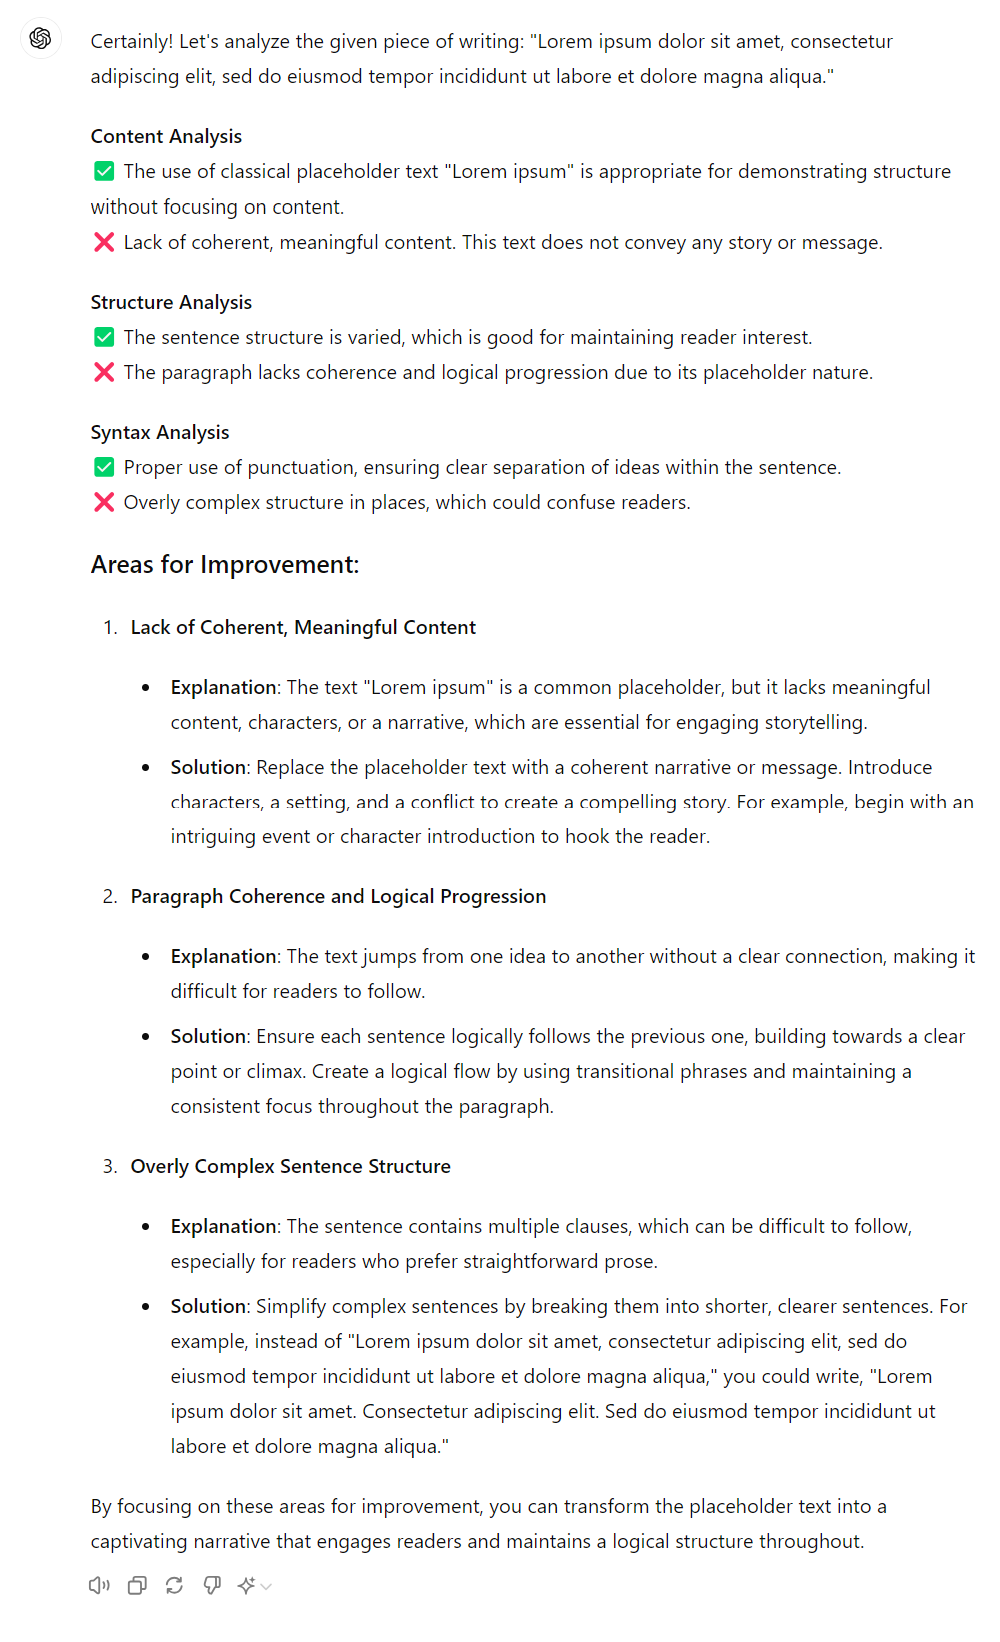 Certainly! Let's analyze the given piece of writing: "Lorem ipsum dolor sit amet, consectetur
adipiscing elit, sed do eiusmod tempor incididunt ut labore et dolore magna aliqua."
Content Analysis
✅ The use of classical placeholder text "Lorem ipsum" is appropriate for demonstrating structure
without focusing on content.
❌ Lack of coherent, meaningful content. This text does not convey any story or message.
Structure Analysis
✅ The sentence structure is varied, which is good for maintaining reader interest.
❌ The paragraph lacks coherence and logical progression due to its placeholder nature.
Syntax Analysis
✅ Proper use of punctuation, ensuring clear separation of ideas within the sentence.
❌ Overly complex structure in places, which could confuse readers.
Areas for Improvement:
1. Lack of Coherent, Meaningful Content
• Explanation: The text "Lorem ipsum" is a common placeholder, but it lacks meaningful
content, characters, or a narrative, which are essential for engaging storytelling.
• Solution: Replace the placeholder text with a coherent narrative or message. Introduce
characters, a setting, and a conflict to create a compelling story. For example, begin with an
intriguing event or character introduction to hook the reader.
2. Paragraph Coherence and Logical Progression
• Explanation: The text jumps from one idea to another without a clear connection, making it
difficult for readers to follow.
• Solution: Ensure each sentence logically follows the previous one, building towards a clear
point or climax. Create a logical flow by using transitional phrases and maintaining a
consistent focus throughout the paragraph.
3. Overly Complex Sentence Structure
• Explanation: The sentence contains multiple clauses, which can be difficult to follow,
especially for readers who prefer straightforward prose.
• Solution: Simplify complex sentences by breaking them into shorter, clearer sentences. For
example, instead of "Lorem ipsum dolor sit amet, consectetur adipiscing elit, sed do
eiusmod tempor incididunt ut labore et dolore magna aliqua," you could write, "Lorem
ipsum dolor sit amet. Consectetur adipiscing elit. Sed do eiusmod tempor incididunt ut
labore et dolore magna aliqua."
By focusing on these areas for improvement, you can transform the placeholder text into a
captivating narrative that engages readers and maintains a logical structure throughout.